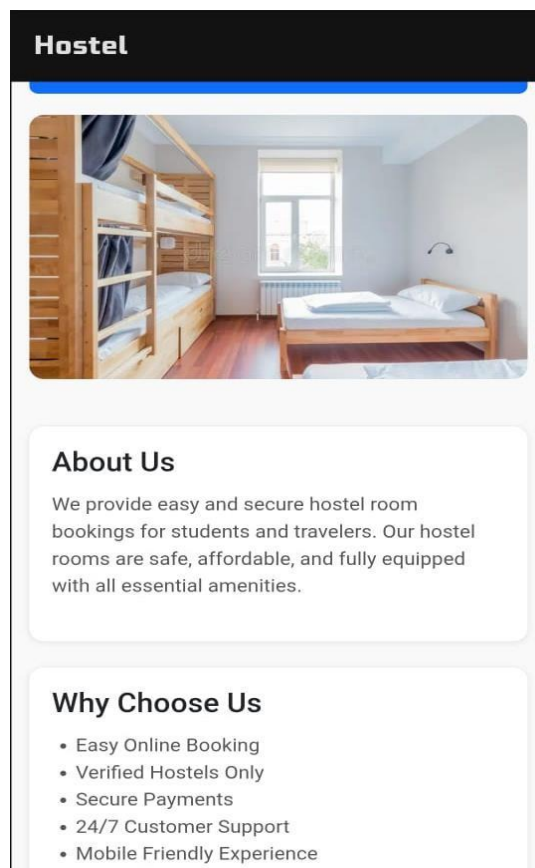 Hostel
About Us
We provide easy and secure hostel room
bookings for students and travelers. Our hostel
rooms are safe, affordable, and fully equipped
with all essential amenities.
Why Choose Us
• Easy Online Booking
• Verified Hostels Only
• Secure Payments
• 24/7 Customer Support
• Mobile Friendly Experience